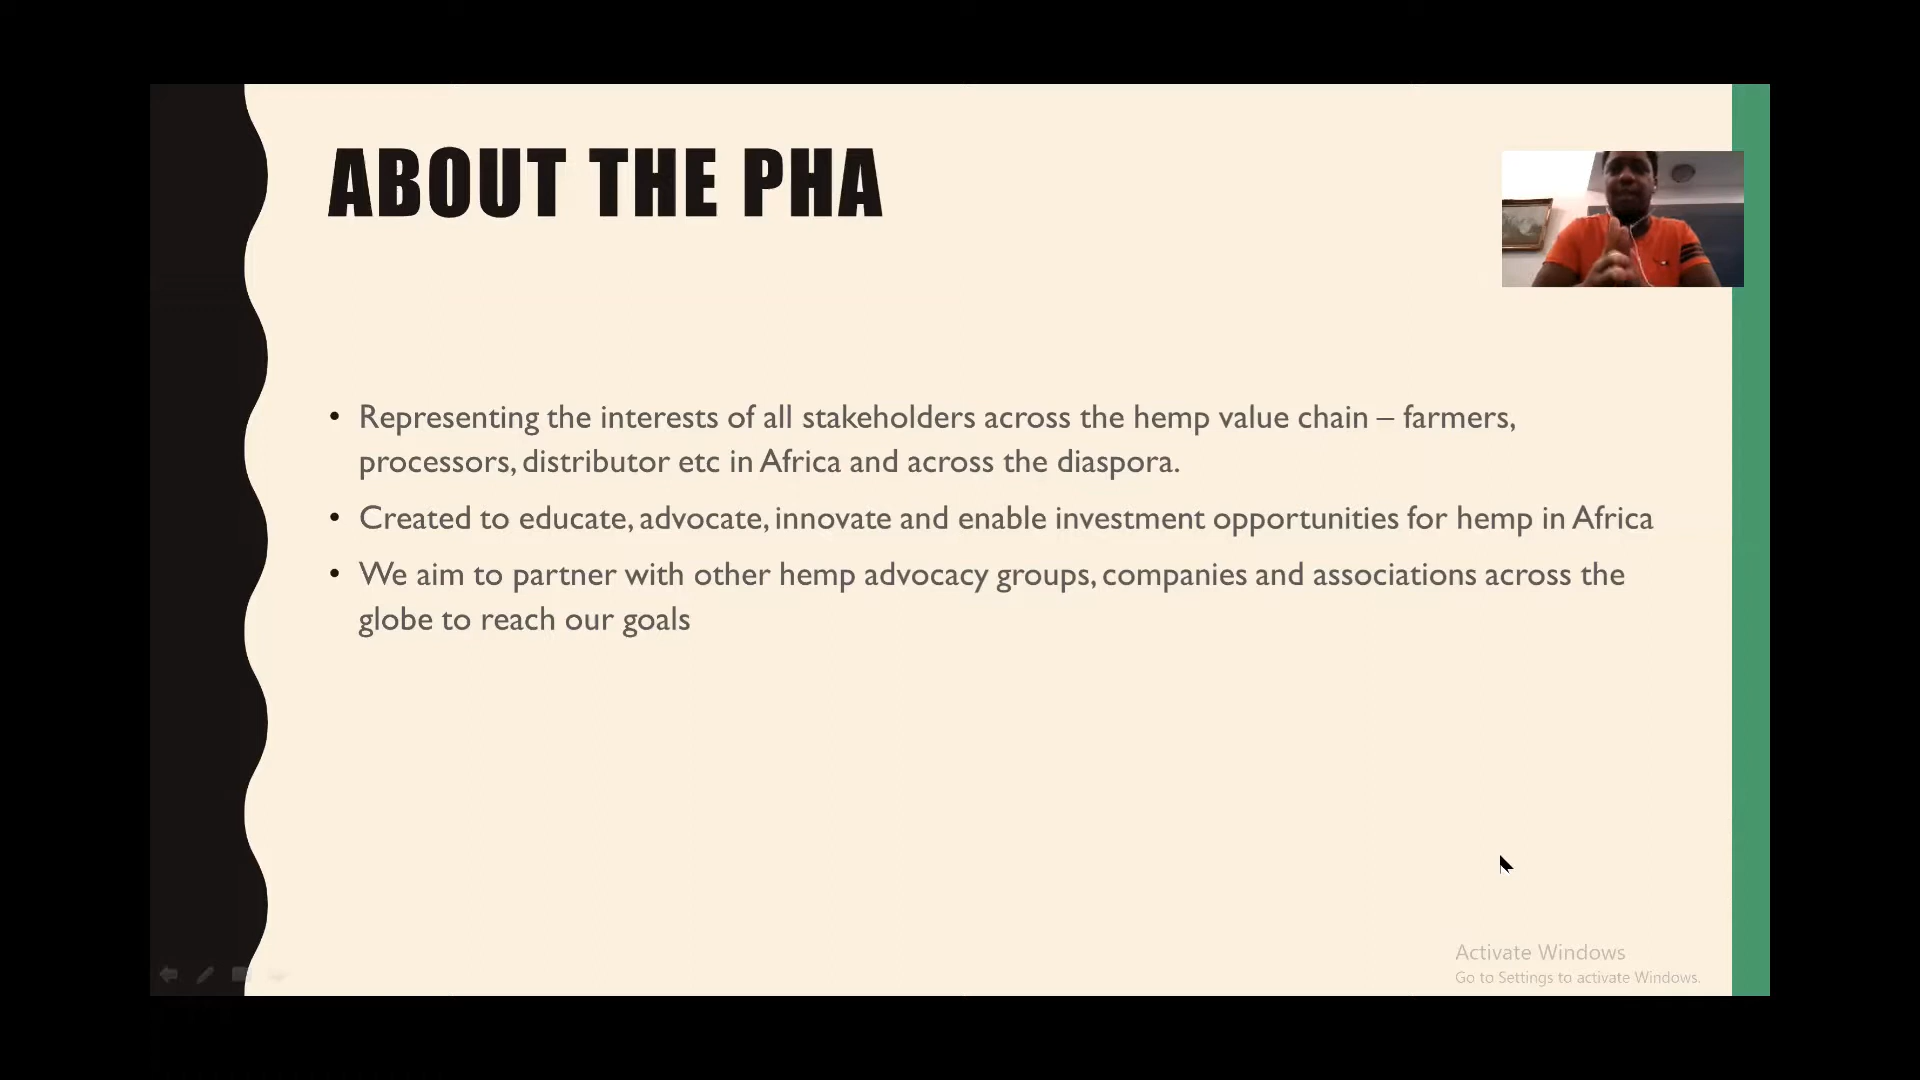 ABOUT THE PHA
• Representing the interests of all stakeholders across the hemp value chain – farmers,
processors, distributor etc in Africa and across the diaspora.
• Created to educate, advocate, innovate and enable investment opportunities for hemp in Africa
• We aim to partner with other hemp advocacy groups, companies and associations across the
globe to reach our goals
Activate Windows
Go to Settings to activate Windows.